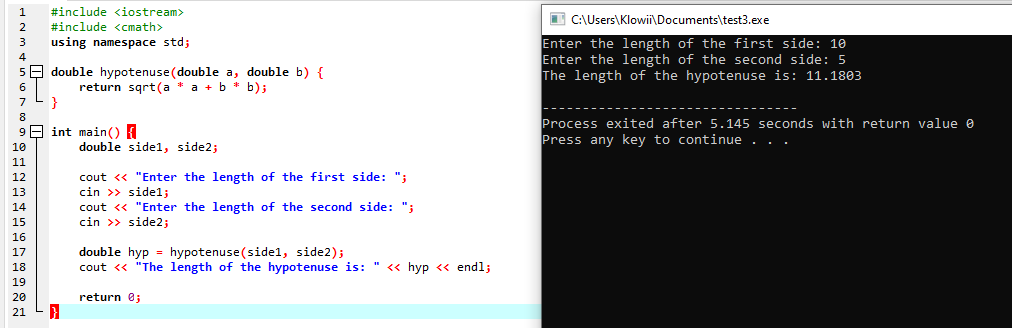 1 #include <iostream>
2 #include <cmath>
3 using namespace std;
4
5 double hypotenuse(double a, double b) {
6     return sqrt(a * a + b * b);
7 }
8
9 int main() {
10     double side1, side2;
11
12     cout << "Enter the length of the first side: ";
13     cin >> side1;
14     cout << "Enter the length of the second side: ";
15     cin >> side2;
16
17     double hyp = hypotenuse(side1, side2);
18     cout << "The length of the hypotenuse is: " << hyp << endl;
19
20     return 0;
21 }
C:\Users\Klowii\Documents\test3.exe
Enter the length of the first side: 10
Enter the length of the second side: 5
The length of the hypotenuse is: 11.1803
--------------------------------
Process exited after 5.145 seconds with return value 0
Press any key to continue . . .